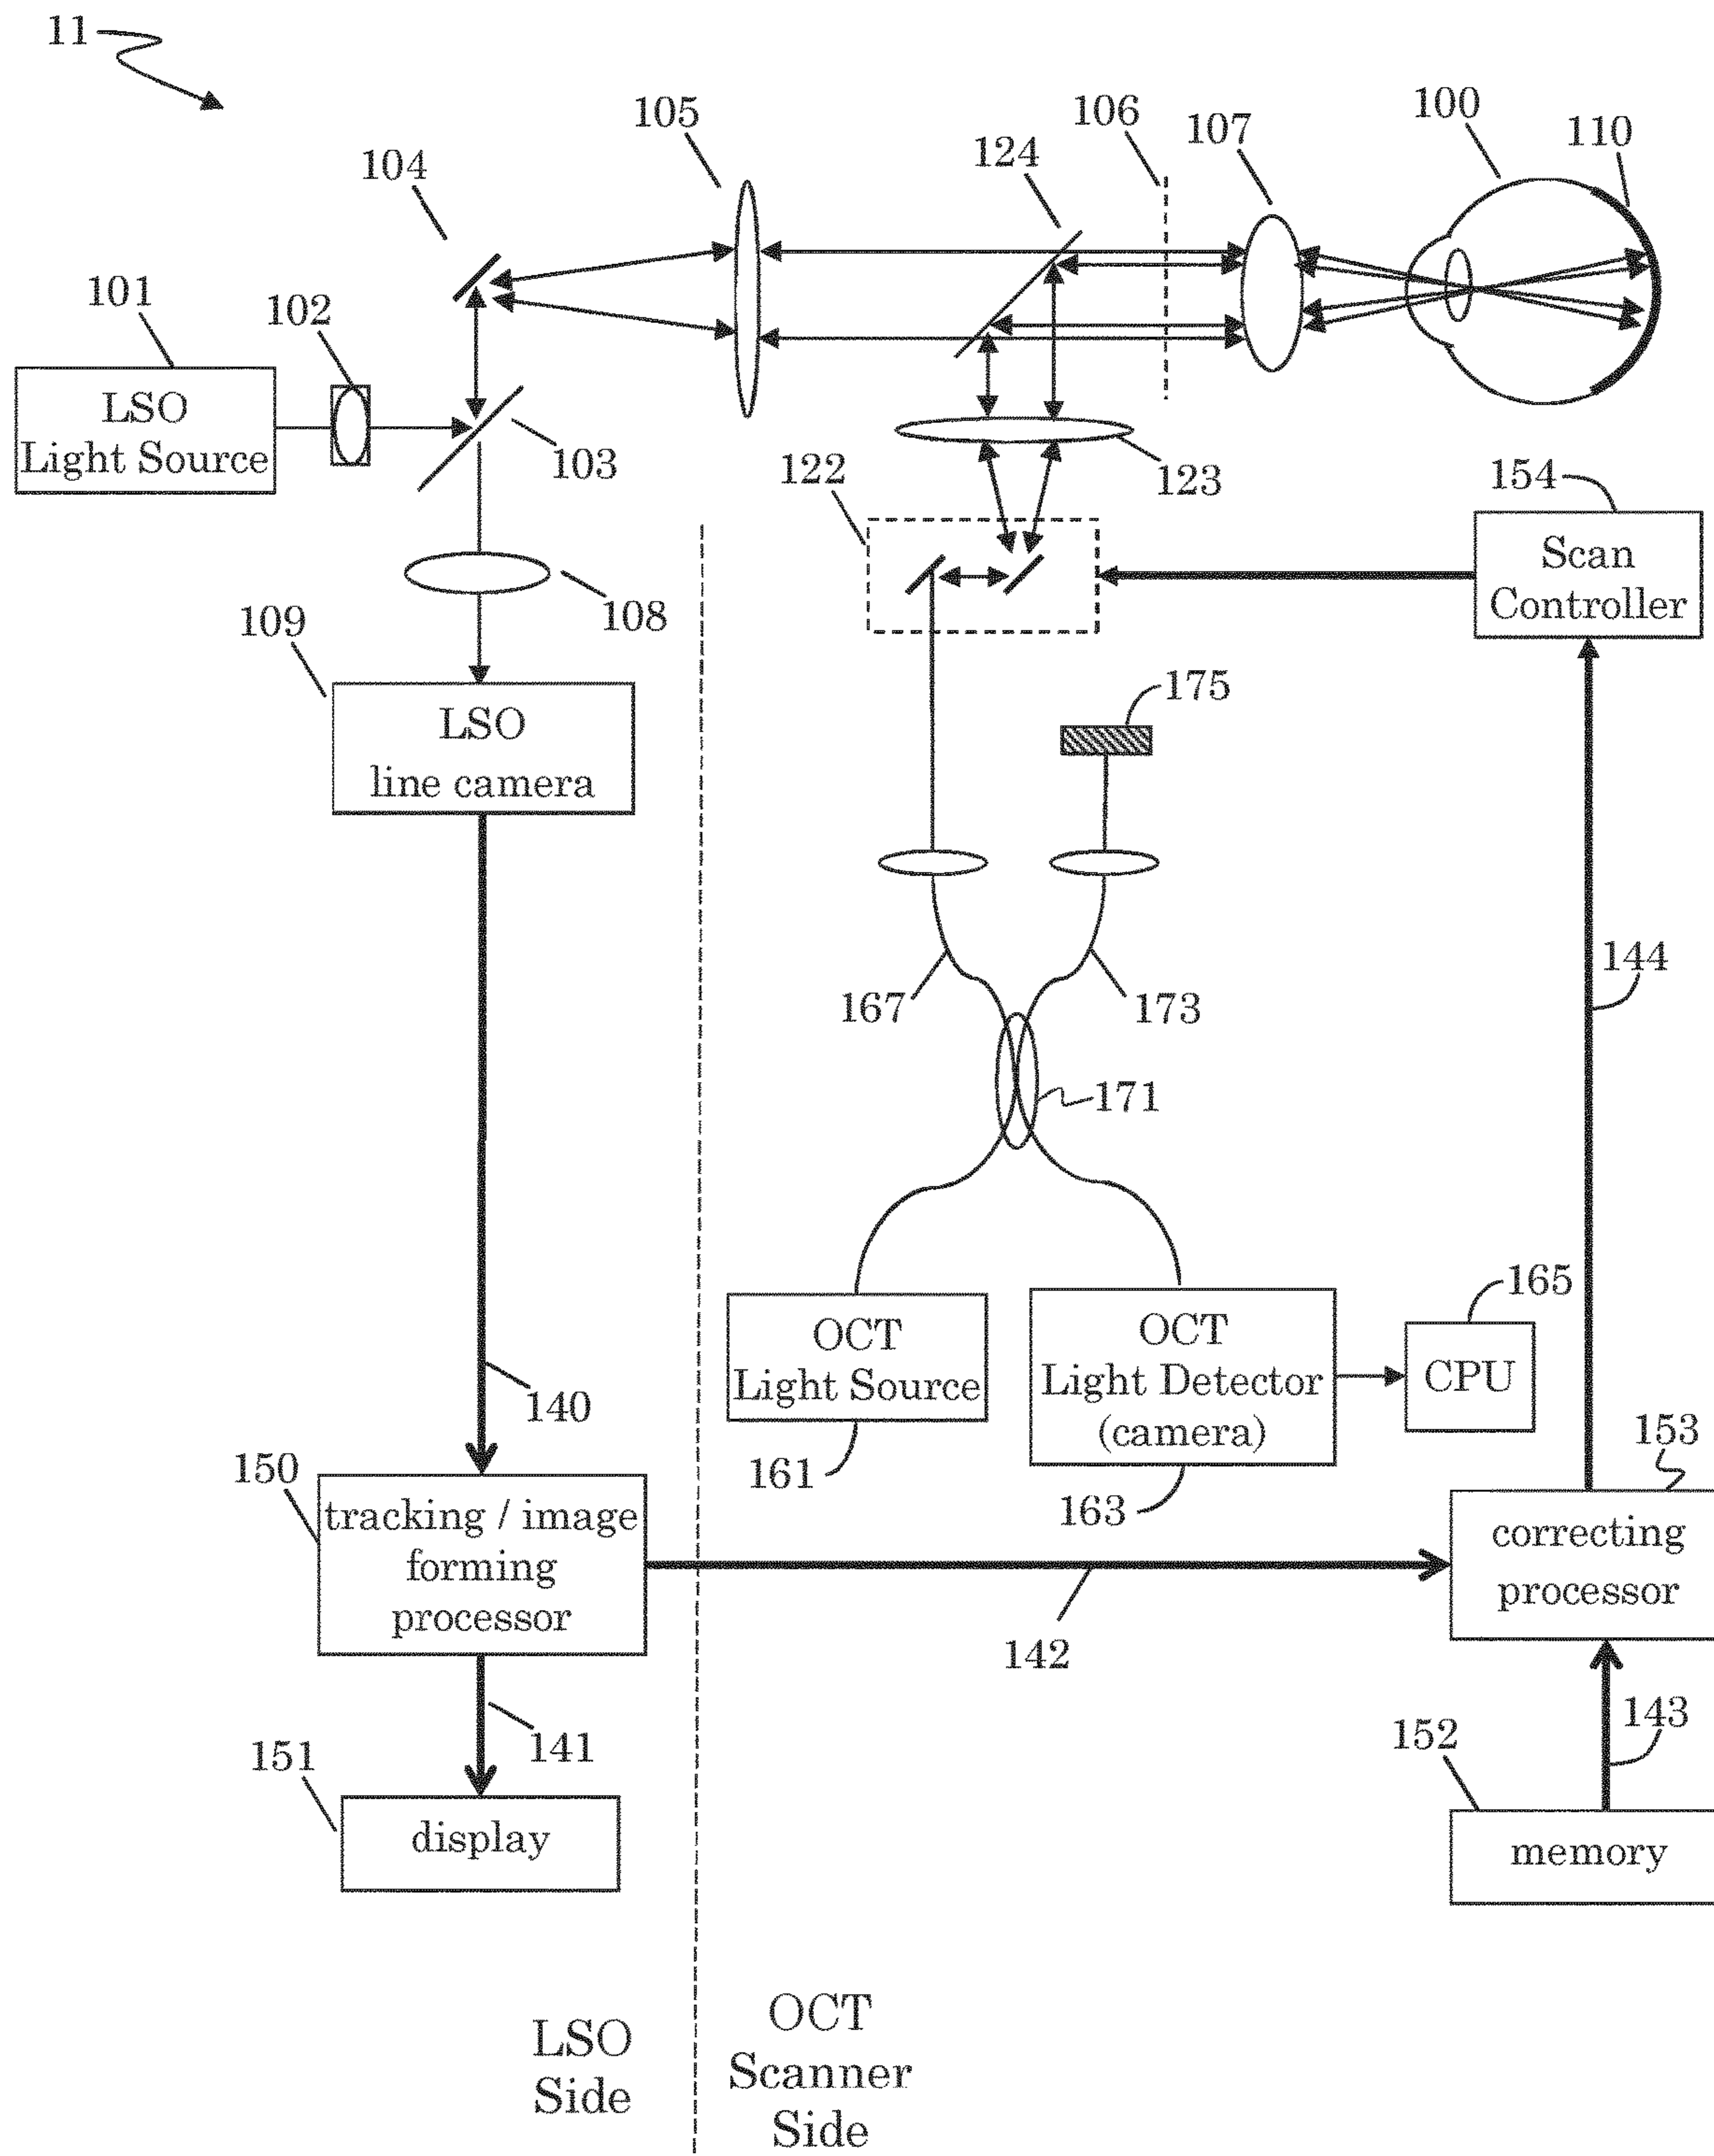 11
105
106
100
107
110
124
104
101
102
LSO
Light Source
103
122
123
154
Scan
Controller
108
109
LSO
line camera
175
167
173
144
171
165
OCT
Light Source
OCT
Light Detector
(camera)
CPU
140
161
163
153
150
tracking / image
forming
processor
correcting
processor
142
141
143
151
152
display
memory
LSO
Side
OCT
Scanner
Side